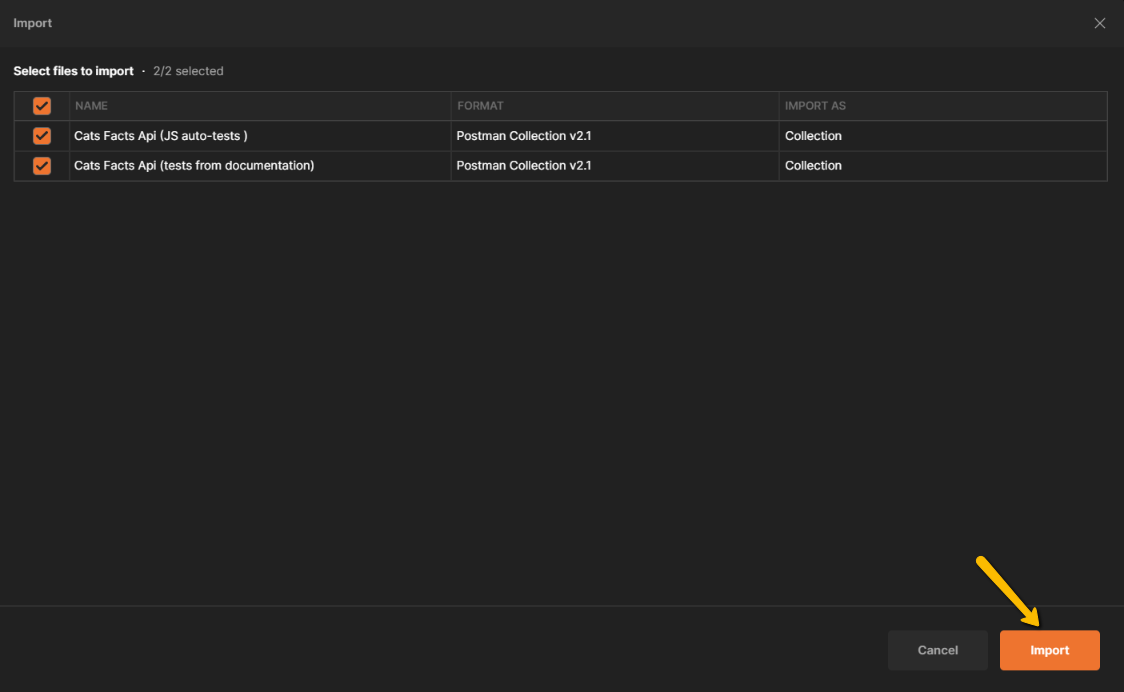 Import
Select files to import · 2/2 selected
NAME FORMAT IMPORT AS
Cats Facts Api (JS auto-tests ) Postman Collection v2.1 Collection
Cats Facts Api (tests from documentation) Postman Collection v2.1 Collection
Cancel Import